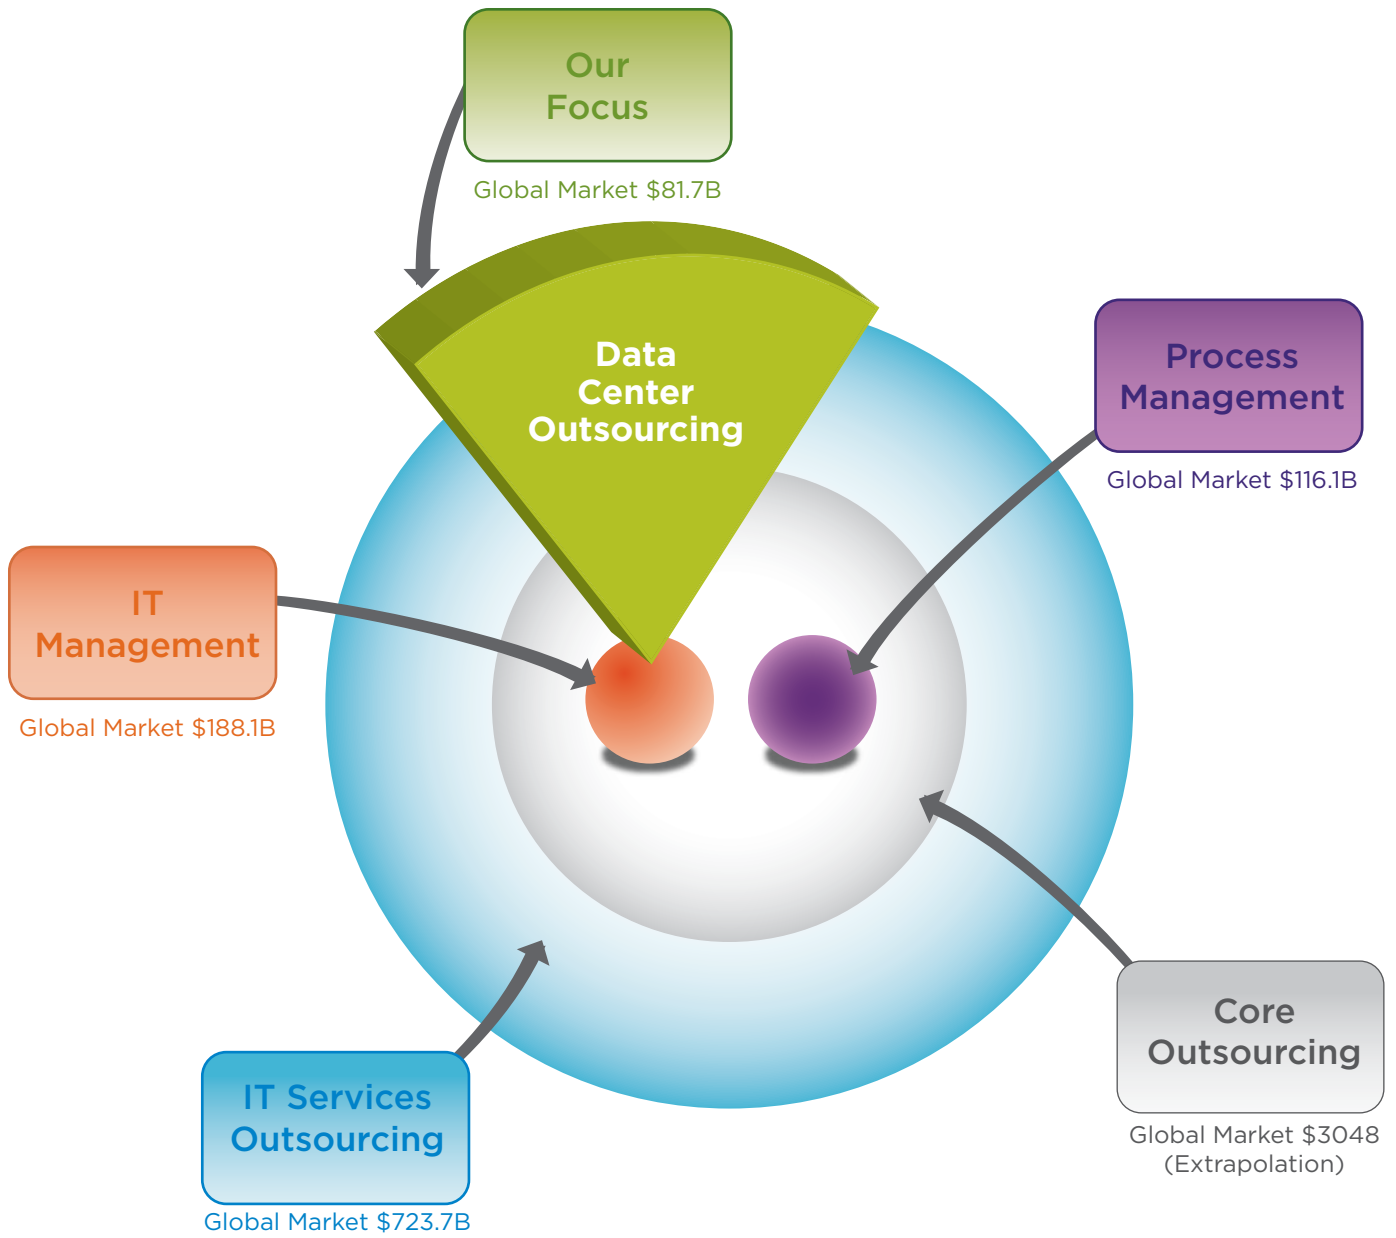 Our
Focus
Global Market $81.7B
Data
Center
Outsourcing
Process
Management
Global Market $116.1B
IT
Management
Global Market $188.1B
Core
Outsourcing
Global Market $3048
(Extrapolation)
IT Services
Outsourcing
Global Market $723.7B